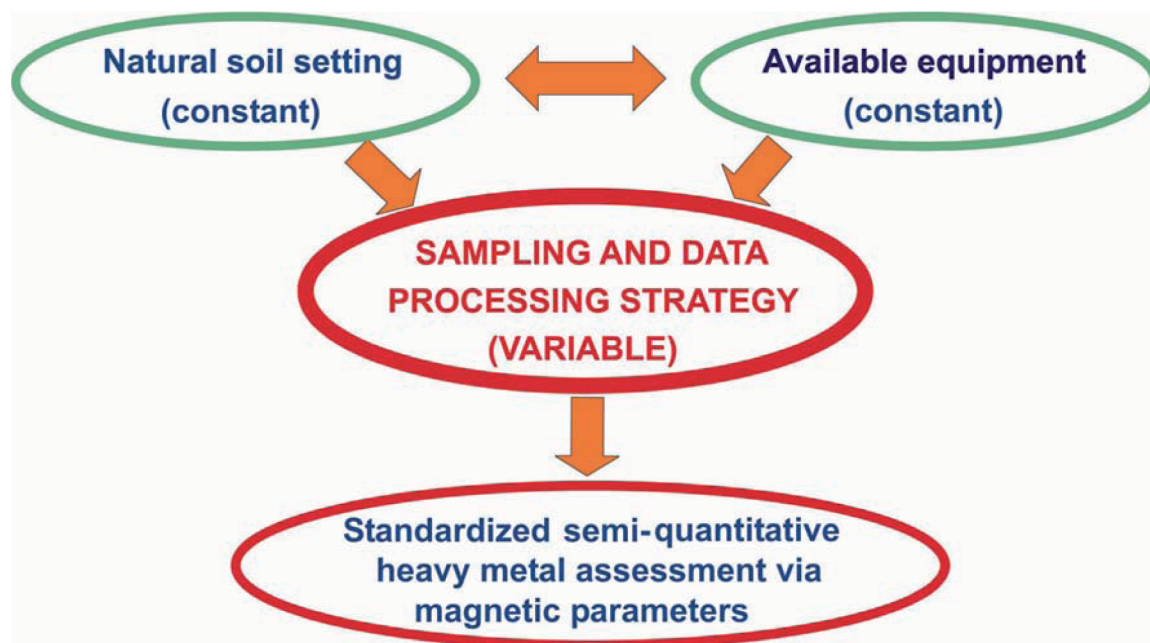 Natural soil setting
(constant)
Available equipment
(constant)
SAMPLING AND DATA
PROCESSING STRATEGY
(VARIABLE)
Standardized semi-quantitative
heavy metal assessment via
magnetic parameters